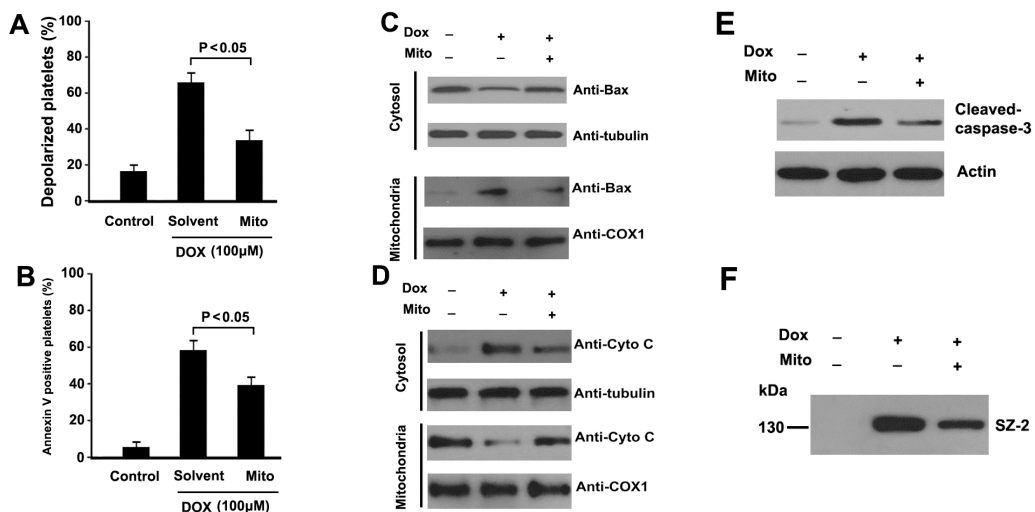 A
Depolarized platelets (%)
100
80
60
40
20
0
P < 0.05
Control Solvent Mito
DOX (100μM)
B
Annexin V positive platelets (%)
100
80
60
40
20
0
P < 0.05
Control Solvent Mito
DOX (100μM)
C
Dox – + +
Mito – – +
Cytosol
Anti-Bax
Anti-tubulin
Mitochondria
Anti-Bax
Anti-COX1
D
Dox – + +
Mito – – +
Cytosol
Anti-Cyto C
Anti-tubulin
Mitochondria
Anti-Cyto C
Anti-COX1
E
Dox – + +
Mito – – +
Cleaved-
caspase-3
Actin
F
Dox – + +
Mito – – +
kDa
130
SZ-2